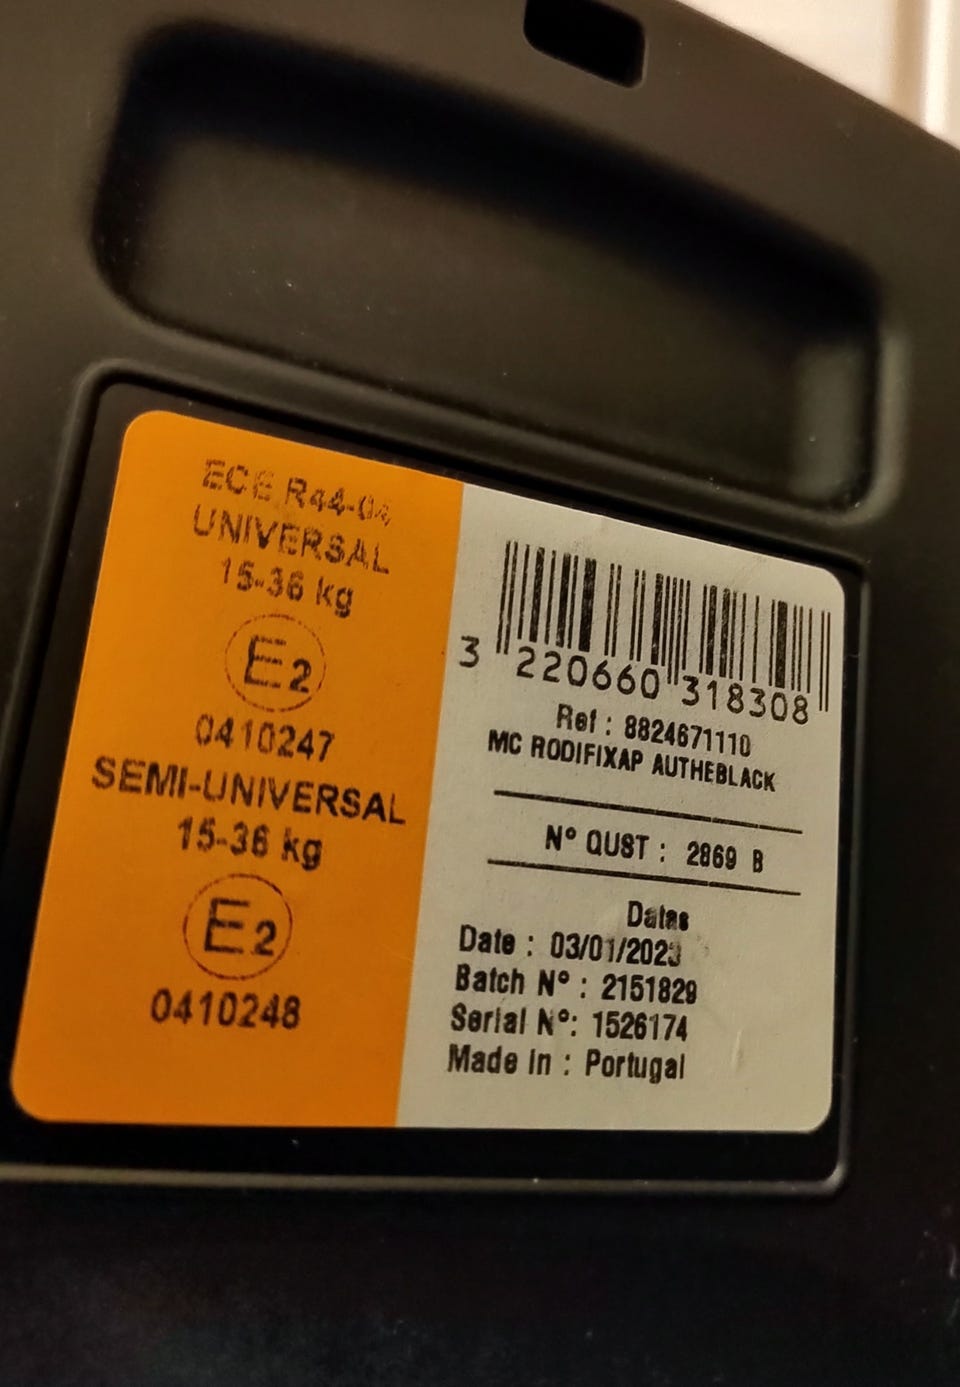 ECE R44-04
UNIVERSAL
15-36 kg
E2
0410247
SEMI-UNIVERSAL
15-36 kg
E2
0410248
3 220660 318308
Ref : 8824671110
MC RODIFIXAP AUTHEBLACK
N° QUST : 2869 B
Datas
Date : 03/01/2023
Batch N° : 2151829
Serial N°: 1526174
Made in : Portugal